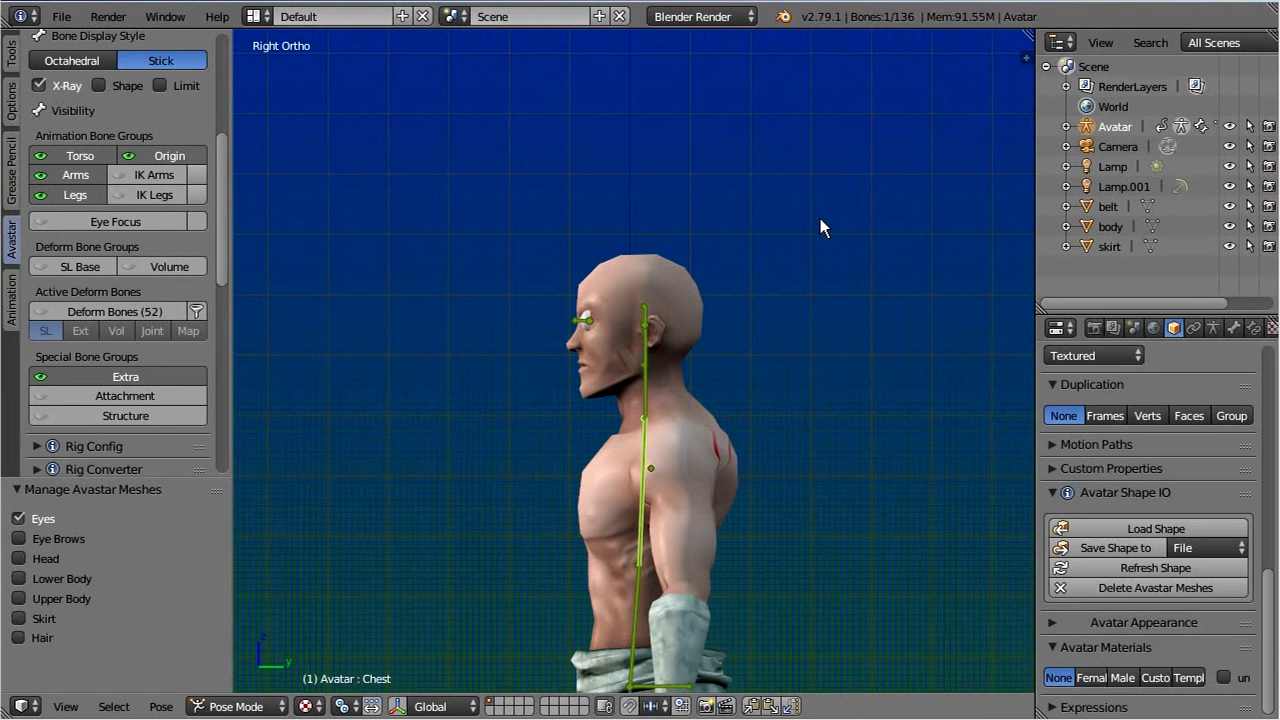 File Render Window Help Default Scene Blender Render v2.79.1 | Bones:1/136 | Mem:91.55M | Avatar
Tools
Options
Grease Pencil
Avastar
Animation
Bone Display Style
Octahedral Stick
X-Ray Shape Limit
Visibility
Animation Bone Groups
Torso Origin
Arms IK Arms
Legs IK Legs
Eye Focus
Deform Bone Groups
SL Base Volume
Active Deform Bones
Deform Bones (52)
SL Ext Vol Joint Map
Special Bone Groups
Extra
Attachment
Structure
Rig Config
Rig Converter
Manage Avastar Meshes
Eyes
Eye Brows
Head
Lower Body
Upper Body
Skirt
Hair
Right Ortho
z
y
(1) Avatar : Chest
View Select Pose Pose Mode Global
View Search All Scenes
Scene
RenderLayers
World
Avatar
Camera
Lamp
Lamp.001
belt
body
skirt
Textured
Duplication
None Frames Verts Faces Group
Motion Paths
Custom Properties
Avatar Shape IO
Load Shape
Save Shape to File
Refresh Shape
Delete Avastar Meshes
Avatar Appearance
Avatar Materials
None Femal Male Custo Templ un
Expressions